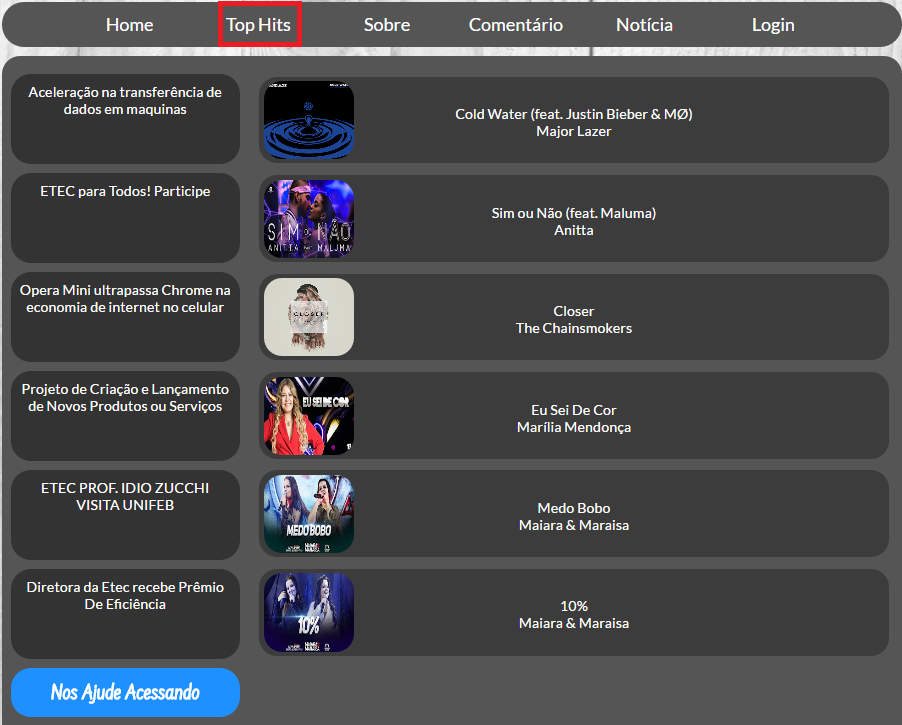 Home
Top Hits
Sobre
Comentário
Notícia
Login
Aceleração na transferência de
dados em maquinas
ETEC para Todos! Participe
Opera Mini ultrapassa Chrome na
economia de internet no celular
Projeto de Criação e Lançamento
de Novos Produtos ou Serviços
ETEC PROF. IDIO ZUCCHI
VISITA UNIFEB
Diretora da Etec recebe Prêmio
De Eficiência
Nos Ajude Acessando
Cold Water (feat. Justin Bieber & MØ)
Major Lazer
SIM OU NÃO
ANITTA MALUMA
Sim ou Não (feat. Maluma)
Anitta
CLOSER
Closer
The Chainsmokers
EU SEI DE COR
Eu Sei De Cor
Marília Mendonça
MEDO BOBO
Medo Bobo
Maiara & Maraisa
10%
10%
Maiara & Maraisa